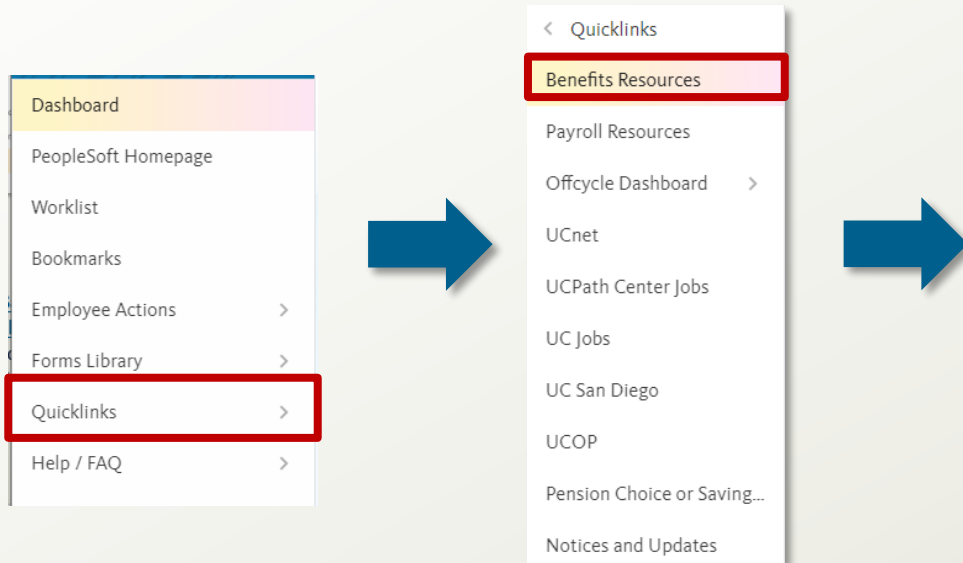 Dashboard
PeopleSoft Homepage
Worklist
Bookmarks
Employee Actions
Forms Library
Quicklinks
Help / FAQ
Quicklinks
Benefits Resources
Payroll Resources
Offcycle Dashboard
UCnet
UCPath Center Jobs
UC Jobs
UC San Diego
UCOP
Pension Choice or Saving...
Notices and Updates